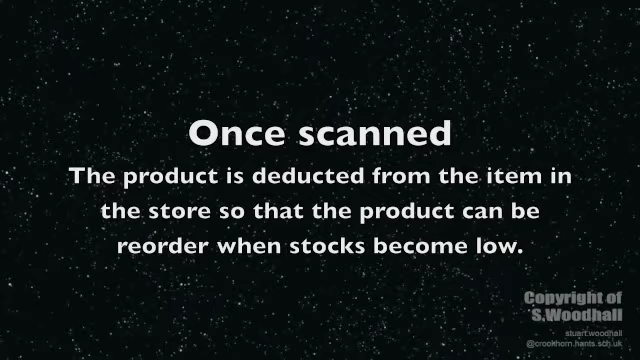 Once scanned
The product is deducted from the item in
the store so that the product can be
reorder when stocks become low.
Copyright of
S.Woodhall
stuart.woodhall
@crookhorn.hants.sch.uk